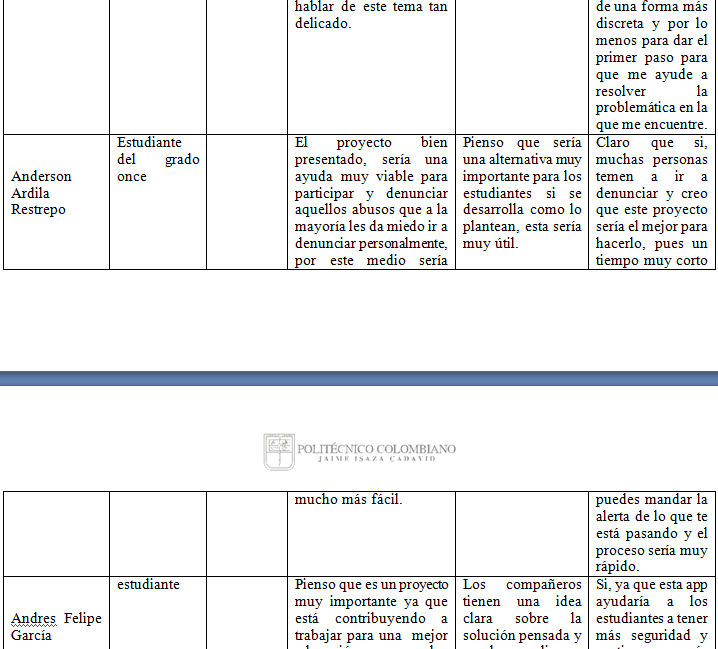 hablar de este tema tan
delicado.
de una forma más
discreta y por lo
menos para dar el
primer paso para
que me ayude a
resolver la
problemática en la
que me encuentre.
Anderson
Ardila
Restrepo
Estudiante
del grado
once
El proyecto bien
presentado, sería una
ayuda muy viable para
participar y denunciar
aquellos abusos que a la
mayoría les da miedo ir a
denunciar personalmente,
por este medio sería
Pienso que sería
una alternativa muy
importante para los
estudiantes si se
desarrolla como lo
plantean, esta sería
muy útil.
Claro que si,
muchas personas
temen a ir a
denunciar y creo
que este proyecto
sería el mejor para
hacerlo, pues un
tiempo muy corto
POLITÉCNICO COLOMBIANO
JAIME ISAZA CADAVID
mucho más fácil.
puedes mandar la
alerta de lo que te
está pasando y el
proceso sería muy
rápido.
Andres Felipe
García
estudiante
Pienso que es un proyecto
muy importante ya que
está contribuyendo a
trabajar para una mejor
Los compañeros
tienen una idea
clara sobre la
solución pensada y
Si, ya que esta app
ayudaría a los
estudiantes a tener
más seguridad y